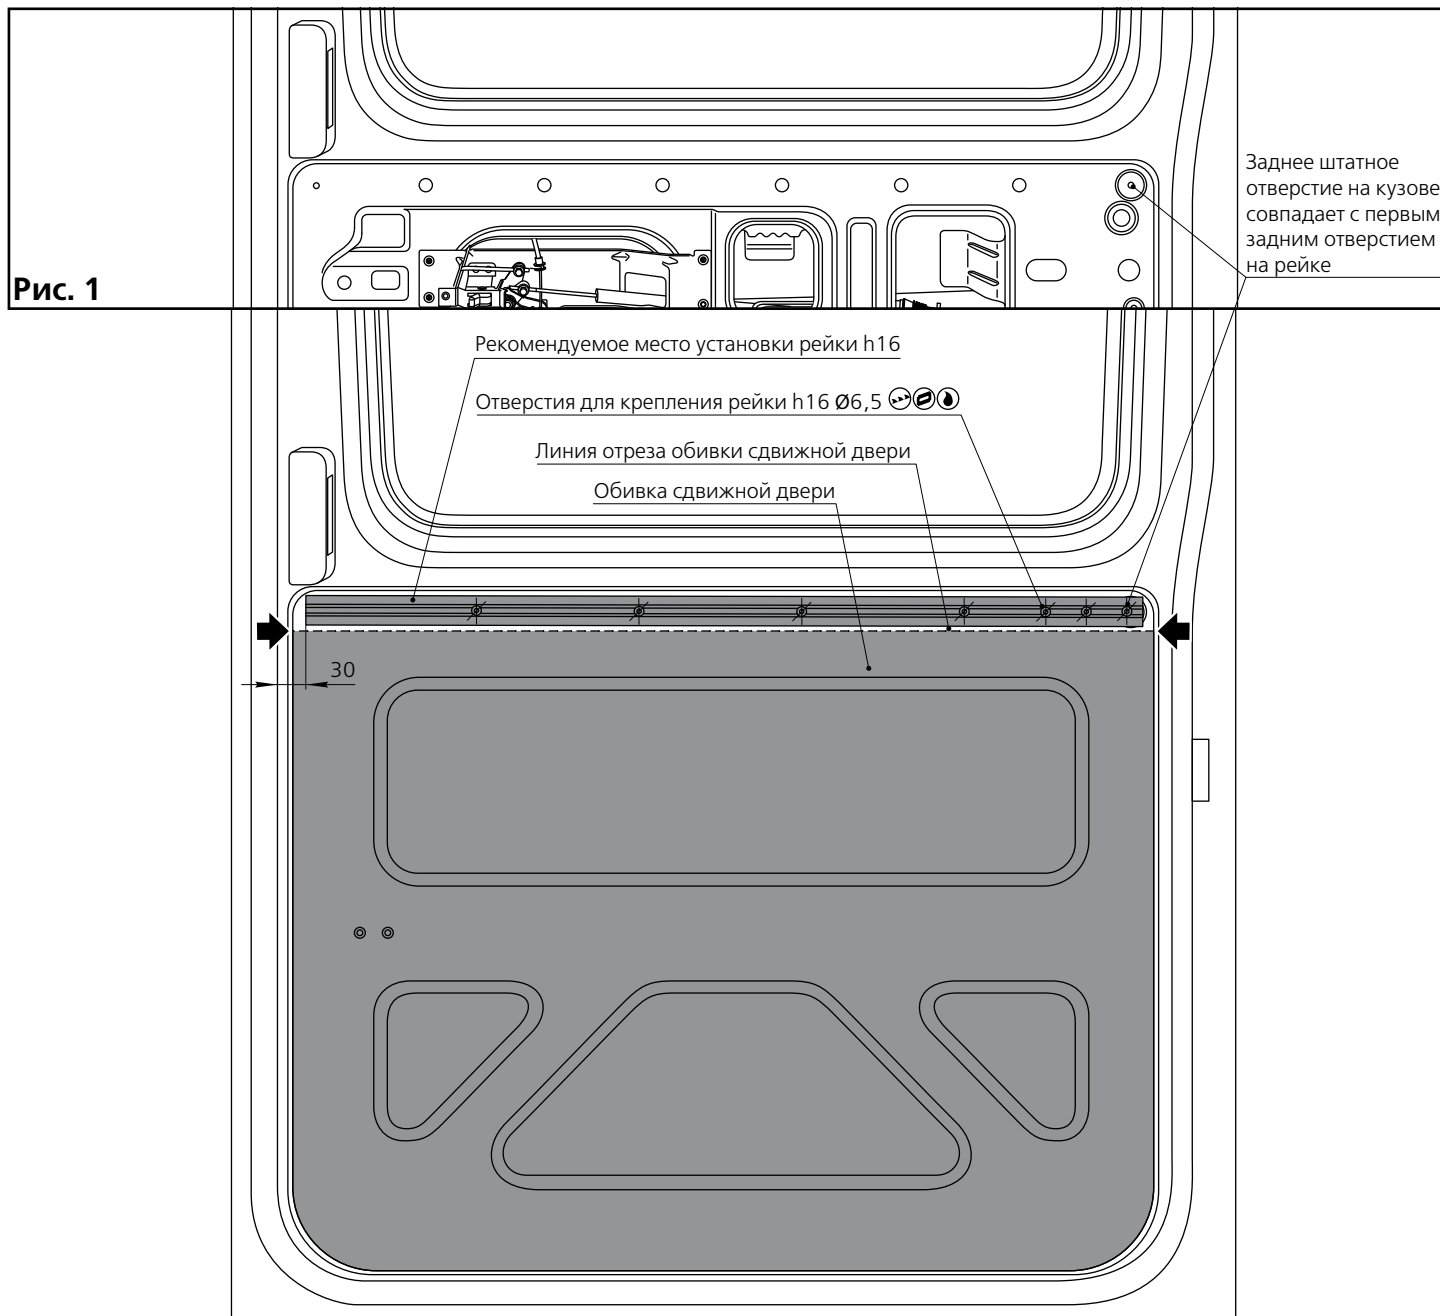 Заднее штатное
отверстие на кузове
совпадает с первым
задним отверстием
на рейке
Рис. 1
Рекомендуемое место установки рейки h16
Отверстия для крепления рейки h16 Ø6,5
Линия отреза обивки сдвижной двери
Обивка сдвижной двери
30